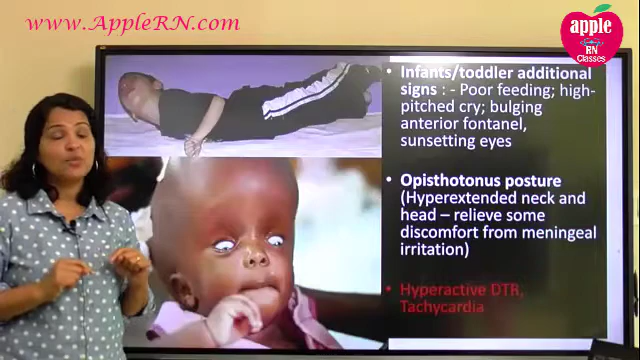 www.AppleRN.com
apple
RN
Classes
• Infants/toddler additional
signs : - Poor feeding; high-
pitched cry; bulging
anterior fontanel,
sunsetting eyes
• Opisthotonus posture
(Hyperextended neck and
head – relieve some
discomfort from meningeal
irritation)
• Hyperactive DTR,
Tachycardia